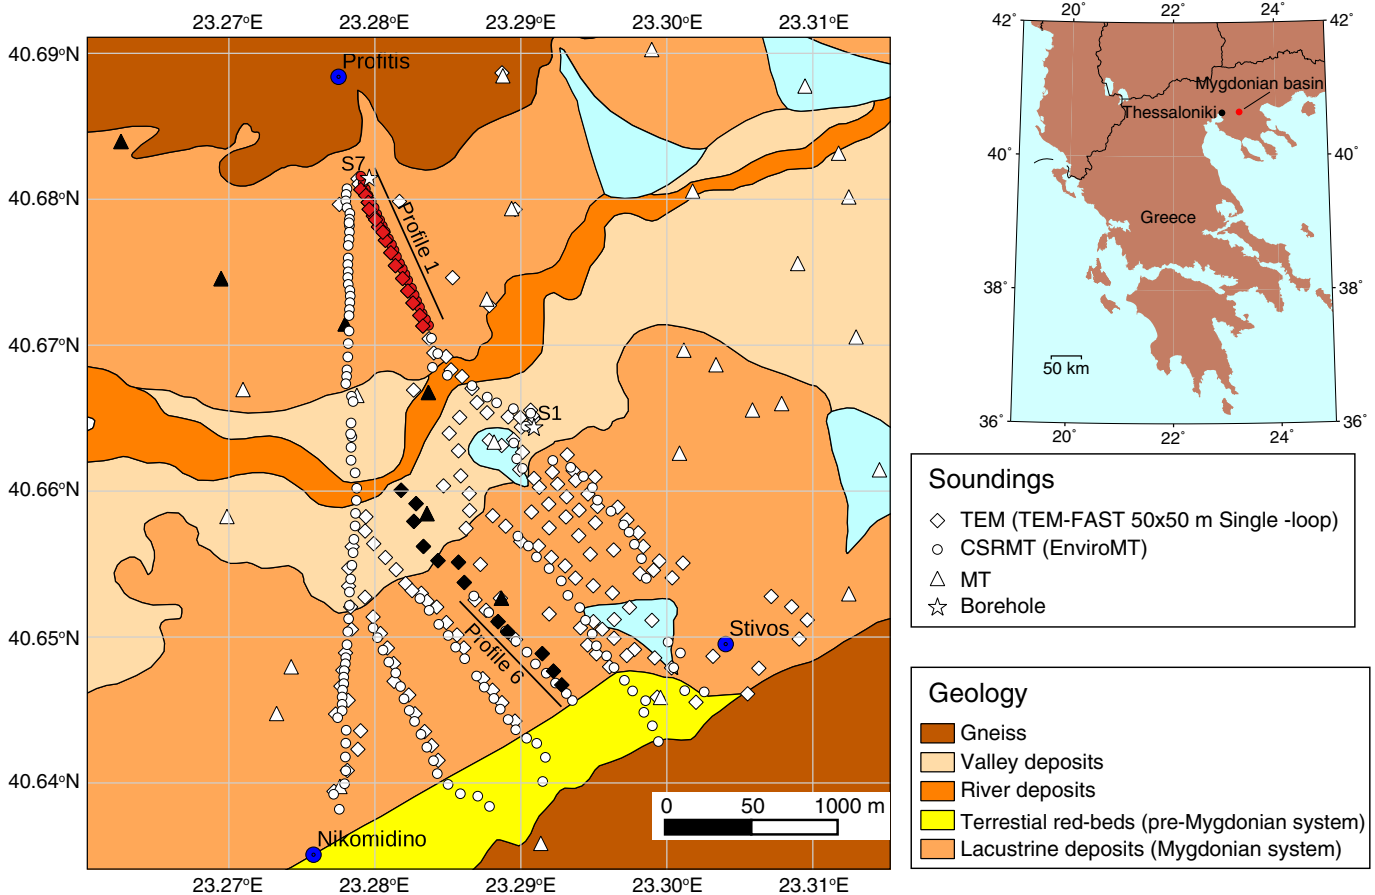 23.27°E 23.28°E 23.29°E 23.30°E 23.31°E
40.69°N
40.68°N
40.67°N
40.66°N
40.65°N
40.64°N
Profitis
S7
Profile 1
S1
Profile 6
Stivos
Nikomidino
0 50 1000 m
23.27°E 23.28°E 23.29°E 23.30°E 23.31°E
42° 20° 22° 24° 42°
Mygdonian basin
Thessaloniki
40° 40°
Greece
38° 38°
50 km
36° 36°
20° 22° 24°
Soundings
TEM (TEM-FAST 50x50 m Single -loop)
CSRMT (EnviroMT)
MT
Borehole
Geology
Gneiss
Valley deposits
River deposits
Terrestial red-beds (pre-Mygdonian system)
Lacustrine deposits (Mygdonian system)